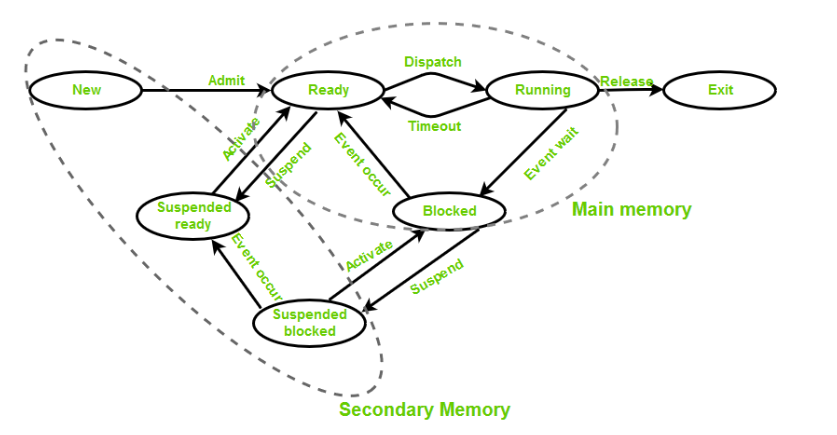 Dispatch
Admit
New
Ready
Running
Release
Exit
Timeout
Activate
Suspend
Event occur
Event wait
Suspended
ready
Blocked
Main memory
Event occur
Activate
Suspend
Suspended
blocked
Secondary Memory